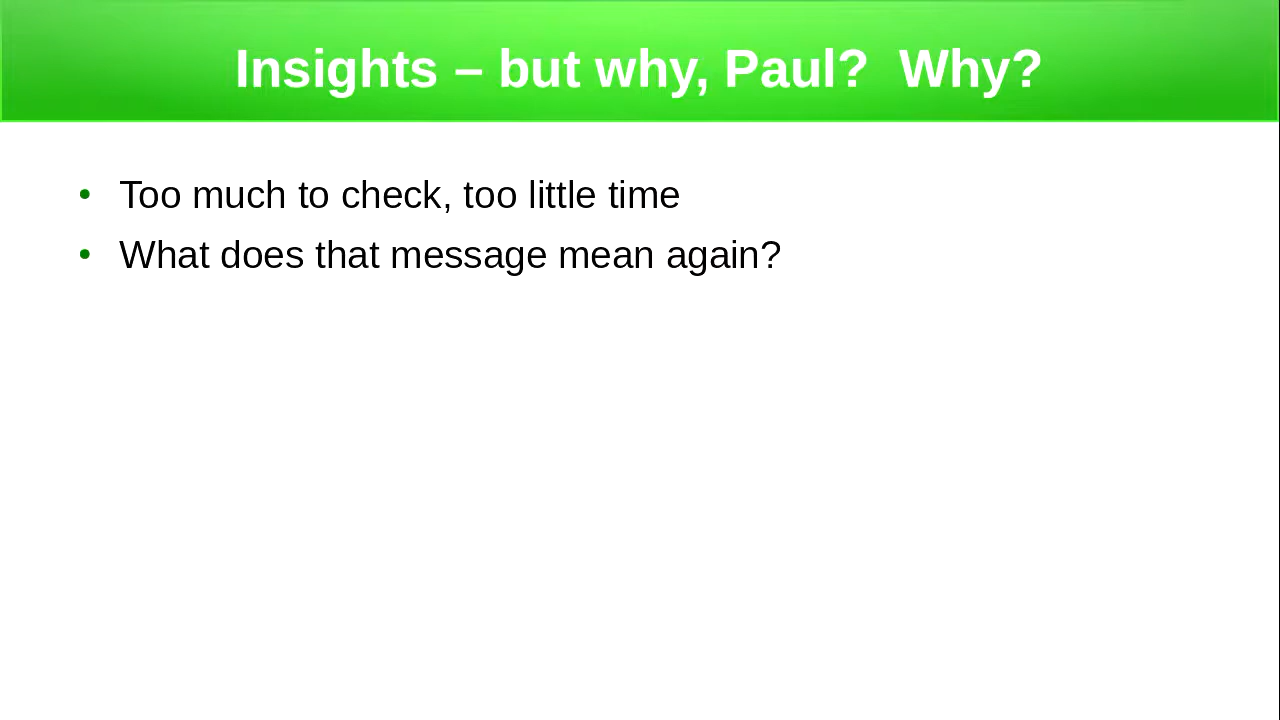 Insights – but why, Paul?  Why?
• Too much to check, too little time
• What does that message mean again?